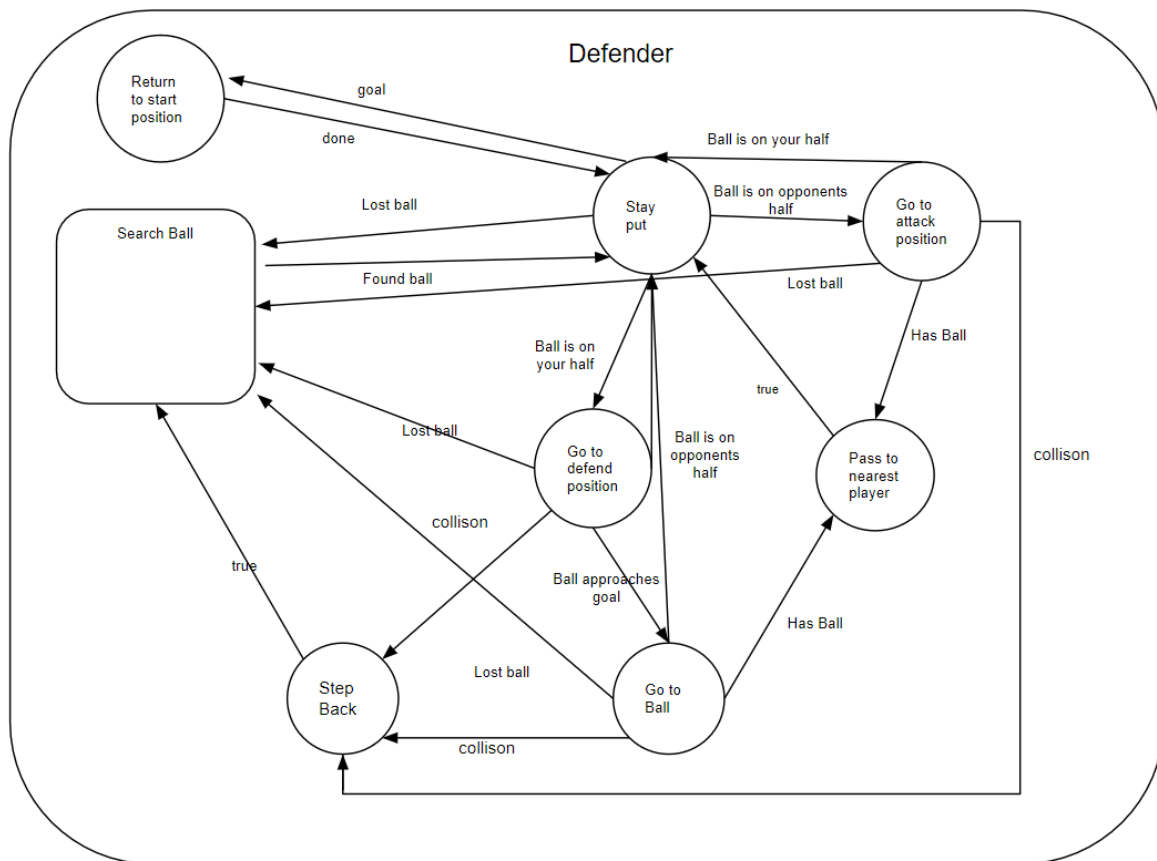 Defender
Return
to start
position
goal
done
Ball is on your half
Lost ball
Stay
put
Ball is on opponents
half
Go to
attack
position
Search Ball
Found ball
Lost ball
Has Ball
Ball is on
your half
true
Lost ball
Go to
defend
position
Ball is on
opponents
half
Pass to
nearest
player
collison
collison
true
Ball approaches
goal
Has Ball
Step
Back
Lost ball
Go to
Ball
collison